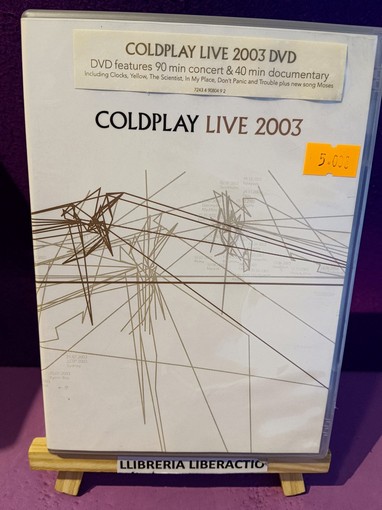 COLDPLAY LIVE 2003 DVD
DVD features 90 min concert & 40 min documentary
Including Clocks, Yellow, The Scientist, In My Place, Don't Panic and Trouble plus new song Moses
COLDPLAY LIVE 2003
LLIBRERIA LIBERACTIO